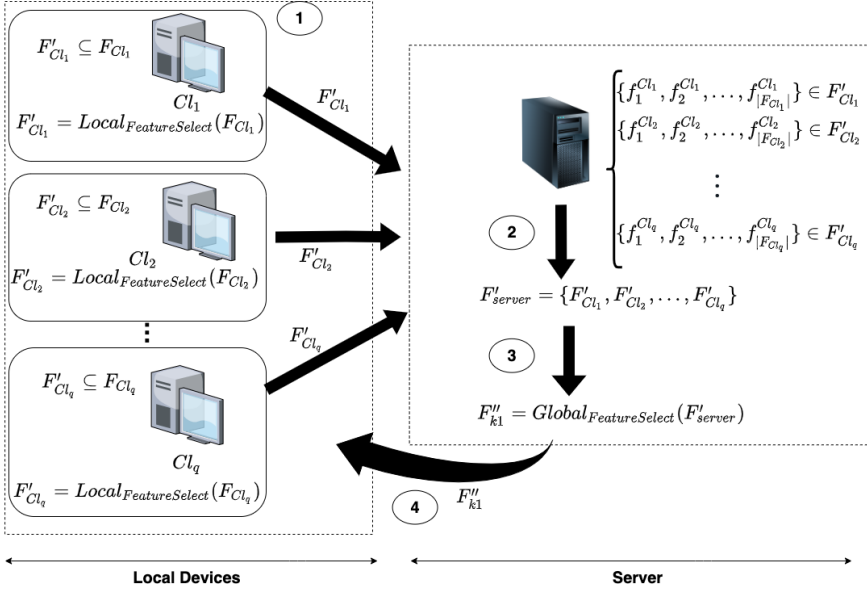 1
F'_{Cl_1} ⊆ F_{Cl_1}
Cl_1
F'_{Cl_1} = Local_{FeatureSelect}(F_{Cl_1})
F'_{Cl_1}
F'_{Cl_2} ⊆ F_{Cl_2}
Cl_2
F'_{Cl_2} = Local_{FeatureSelect}(F_{Cl_2})
F'_{Cl_2}
⋮
F'_{Cl_q} ⊆ F_{Cl_q}
Cl_q
F'_{Cl_q} = Local_{FeatureSelect}(F_{Cl_q})
F'_{Cl_q}
{f_1^{Cl_1}, f_2^{Cl_1}, . . . , f_{|F_{Cl_1}|}^{Cl_1}} ∈ F'_{Cl_1}
{f_1^{Cl_2}, f_2^{Cl_2}, . . . , f_{|F_{Cl_2}|}^{Cl_2}} ∈ F'_{Cl_2}
⋮
{f_1^{Cl_q}, f_2^{Cl_q}, . . . , f_{|F_{Cl_q}|}^{Cl_q}} ∈ F'_{Cl_q}
2
F'_{server} = {F'_{Cl_1}, F'_{Cl_2}, . . . , F'_{Cl_q}}
3
F''_{k1} = Global_{FeatureSelect}(F'_{server})
4
F''_{k1}
Local Devices
Server